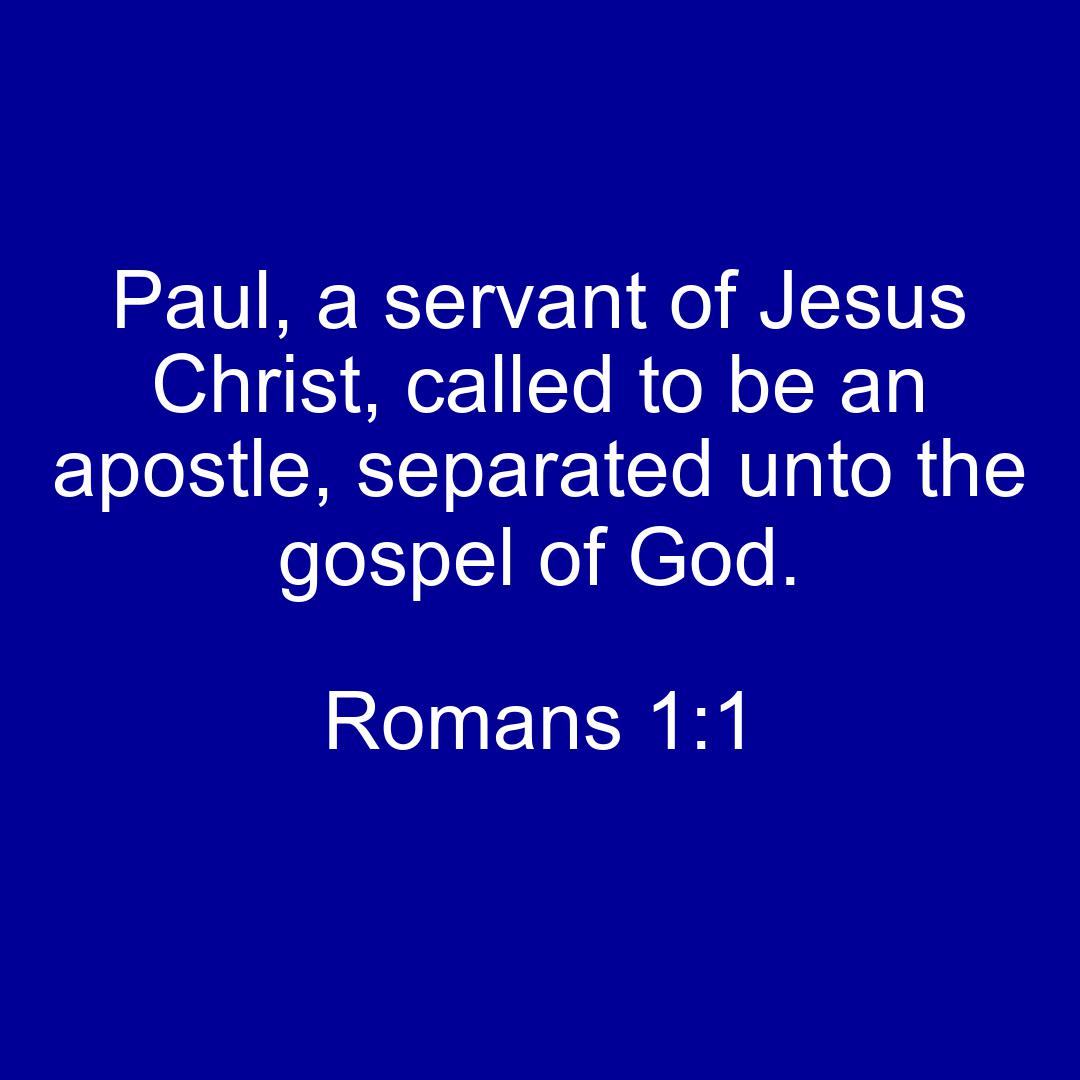 Paul, a servant of Jesus
Christ, called to be an
apostle, separated unto the
gospel of God.
Romans 1:1